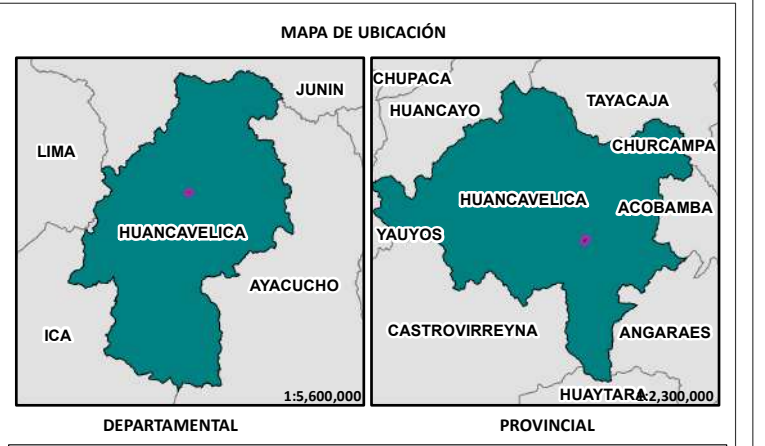 MAPA DE UBICACIÓN
JUNIN
LIMA
HUANCAVELICA
AYACUCHO
ICA
1:5,600,000
DEPARTAMENTAL
CHUPACA
HUANCAYO
TAYACAJA
CHURCAMPA
HUANCAVELICA
ACOBAMBA
YAUYOS
CASTROVIRREYNA
ANGARAES
HUAYTARA
1:2,300,000
PROVINCIAL